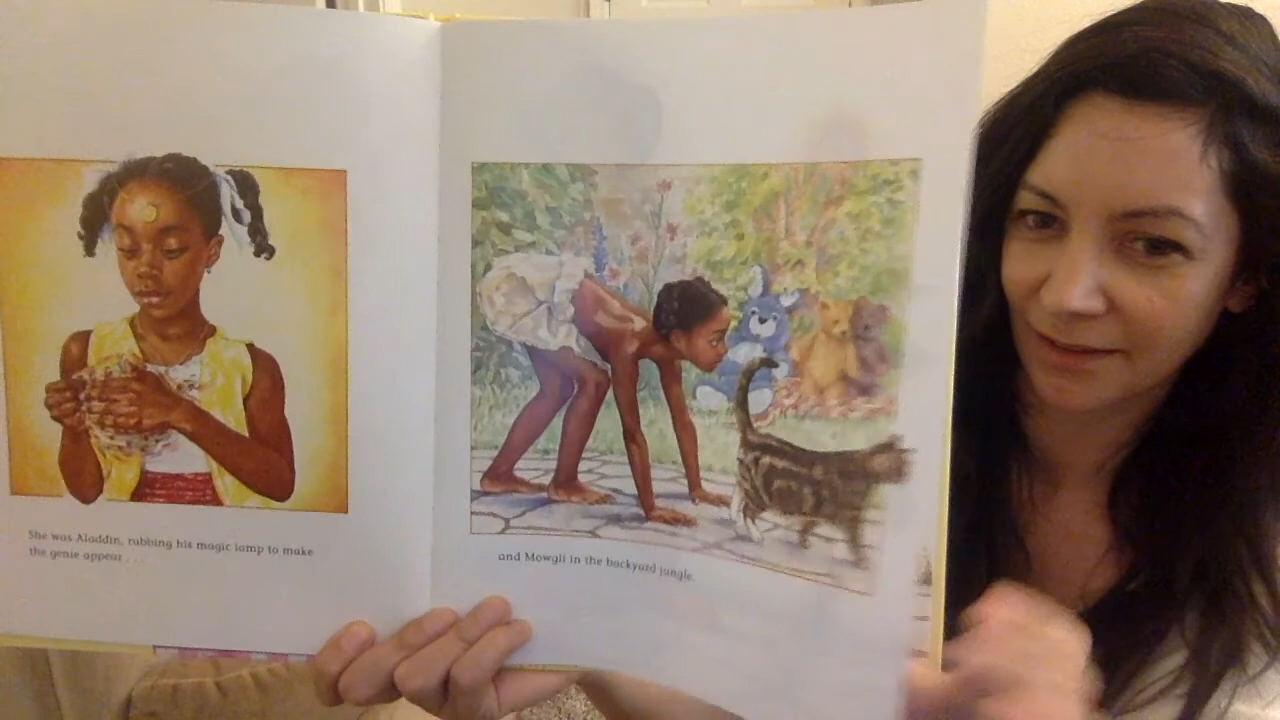 She was Aladdin, rubbing his magic lamp to make
the genie appear . . .
and Mowgli in the backyard jungle.